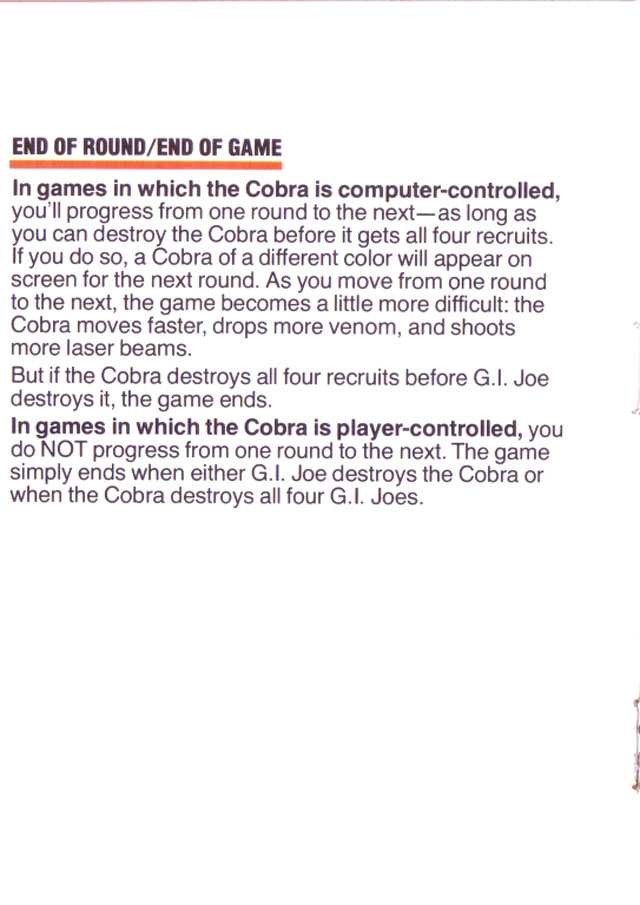 END OF ROUND/END OF GAME
In games in which the Cobra is computer-controlled,
you'll progress from one round to the next—as long as
you can destroy the Cobra before it gets all four recruits.
If you do so, a Cobra of a different color will appear on
screen for the next round. As you move from one round
to the next, the game becomes a little more difficult: the
Cobra moves faster, drops more venom, and shoots
more laser beams.
But if the Cobra destroys all four recruits before G.I. Joe
destroys it, the game ends.
In games in which the Cobra is player-controlled, you
do NOT progress from one round to the next. The game
simply ends when either G.I. Joe destroys the Cobra or
when the Cobra destroys all four G.I. Joes.